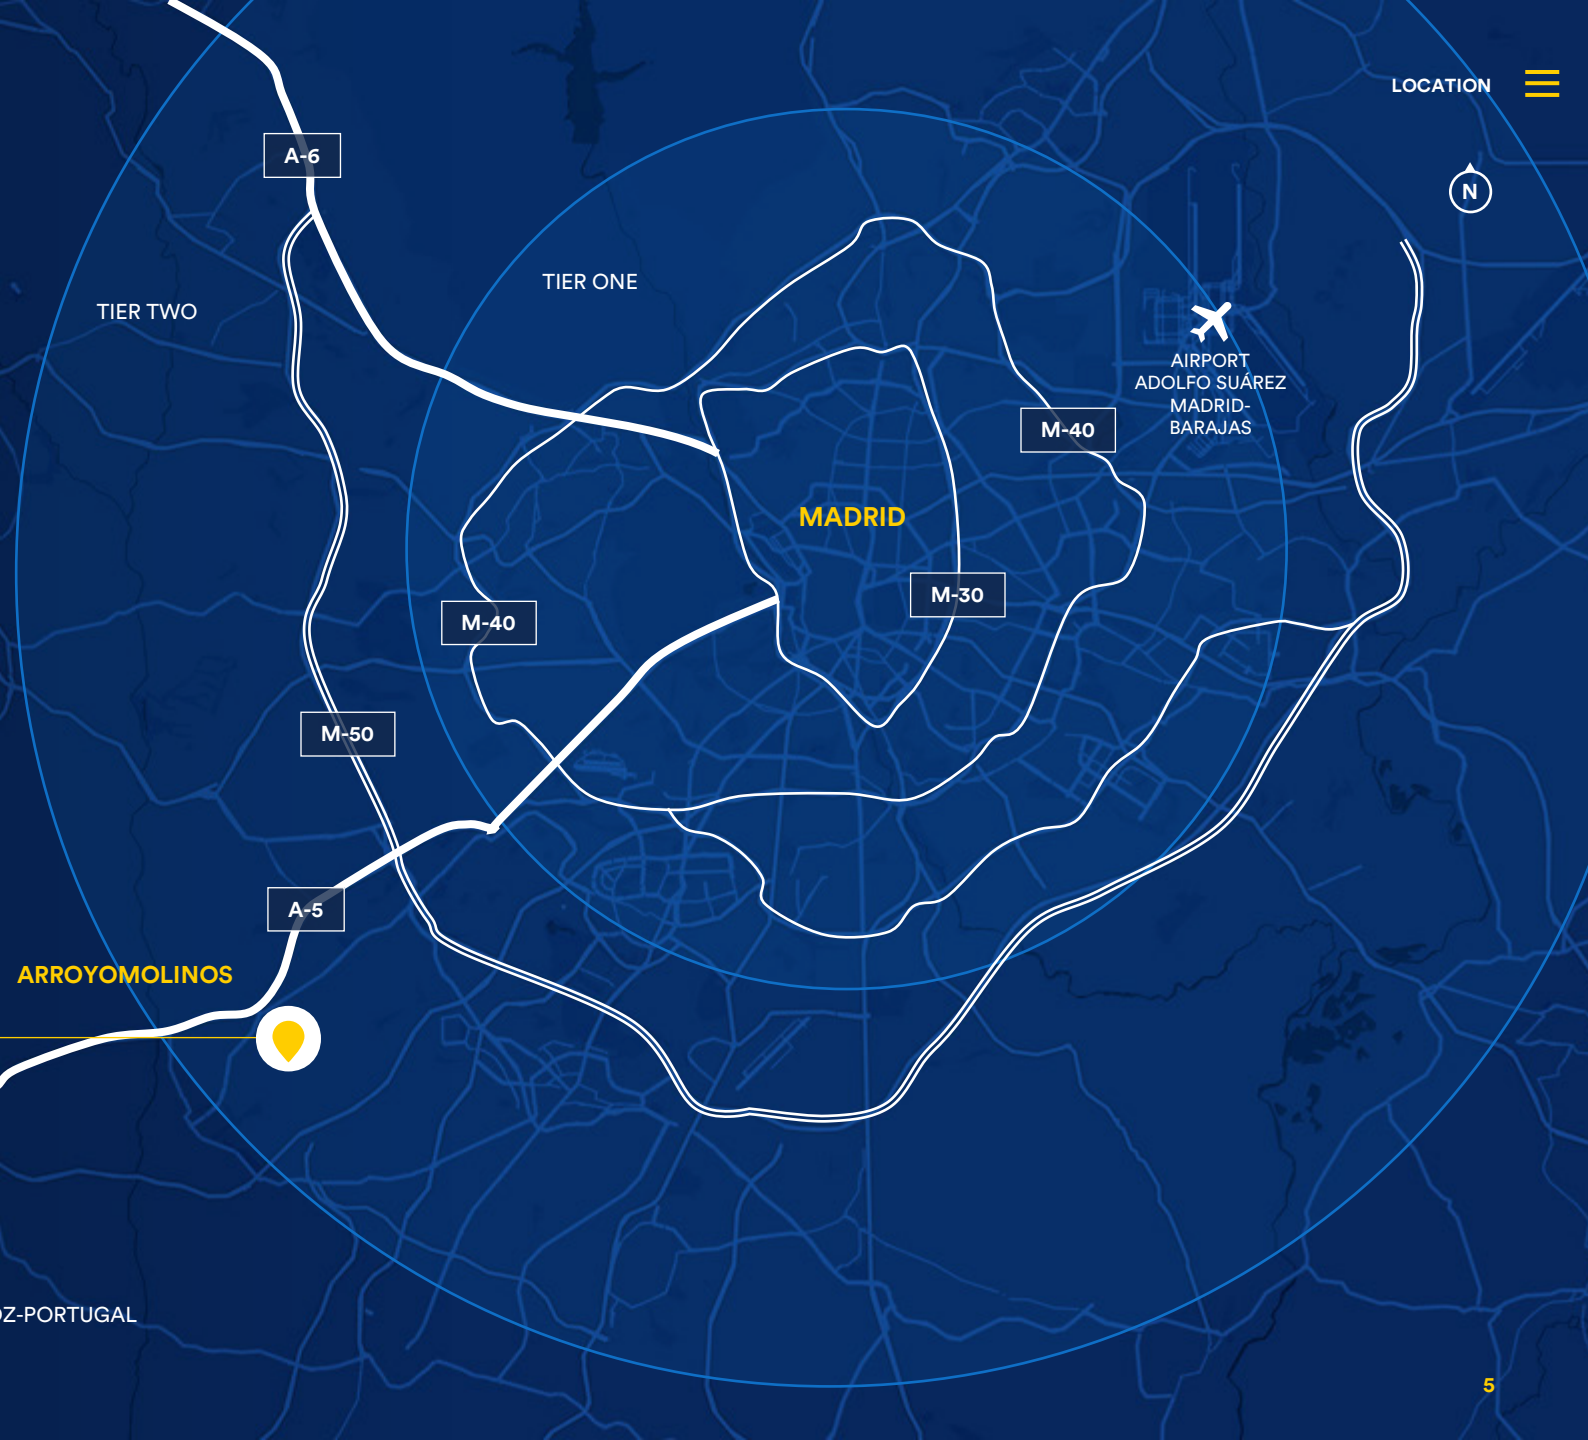 LOCATION
A-6
N
TIER ONE
TIER TWO
AIRPORT
ADOLFO SUÁREZ
MADRID-
BARAJAS
M-40
MADRID
M-30
M-40
M-50
A-5
ARROYOMOLINOS
OZ-PORTUGAL
5